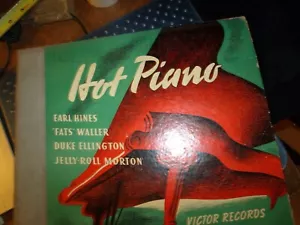 Hot Piano
EARL HINES
"FATS" WALLER
DUKE ELLINGTON
JELLY-ROLL MORTON
VICTOR RECORDS